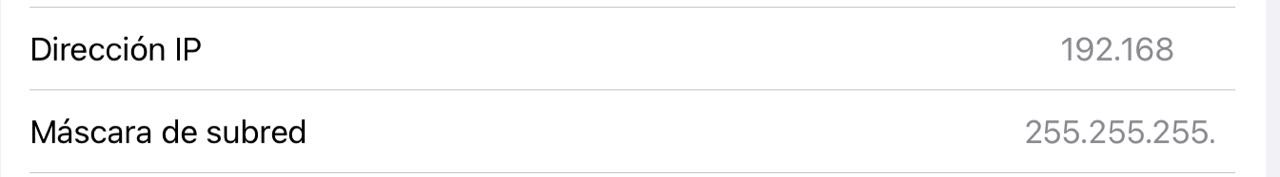 Dirección IP 192.168
Máscara de subred 255.255.255.